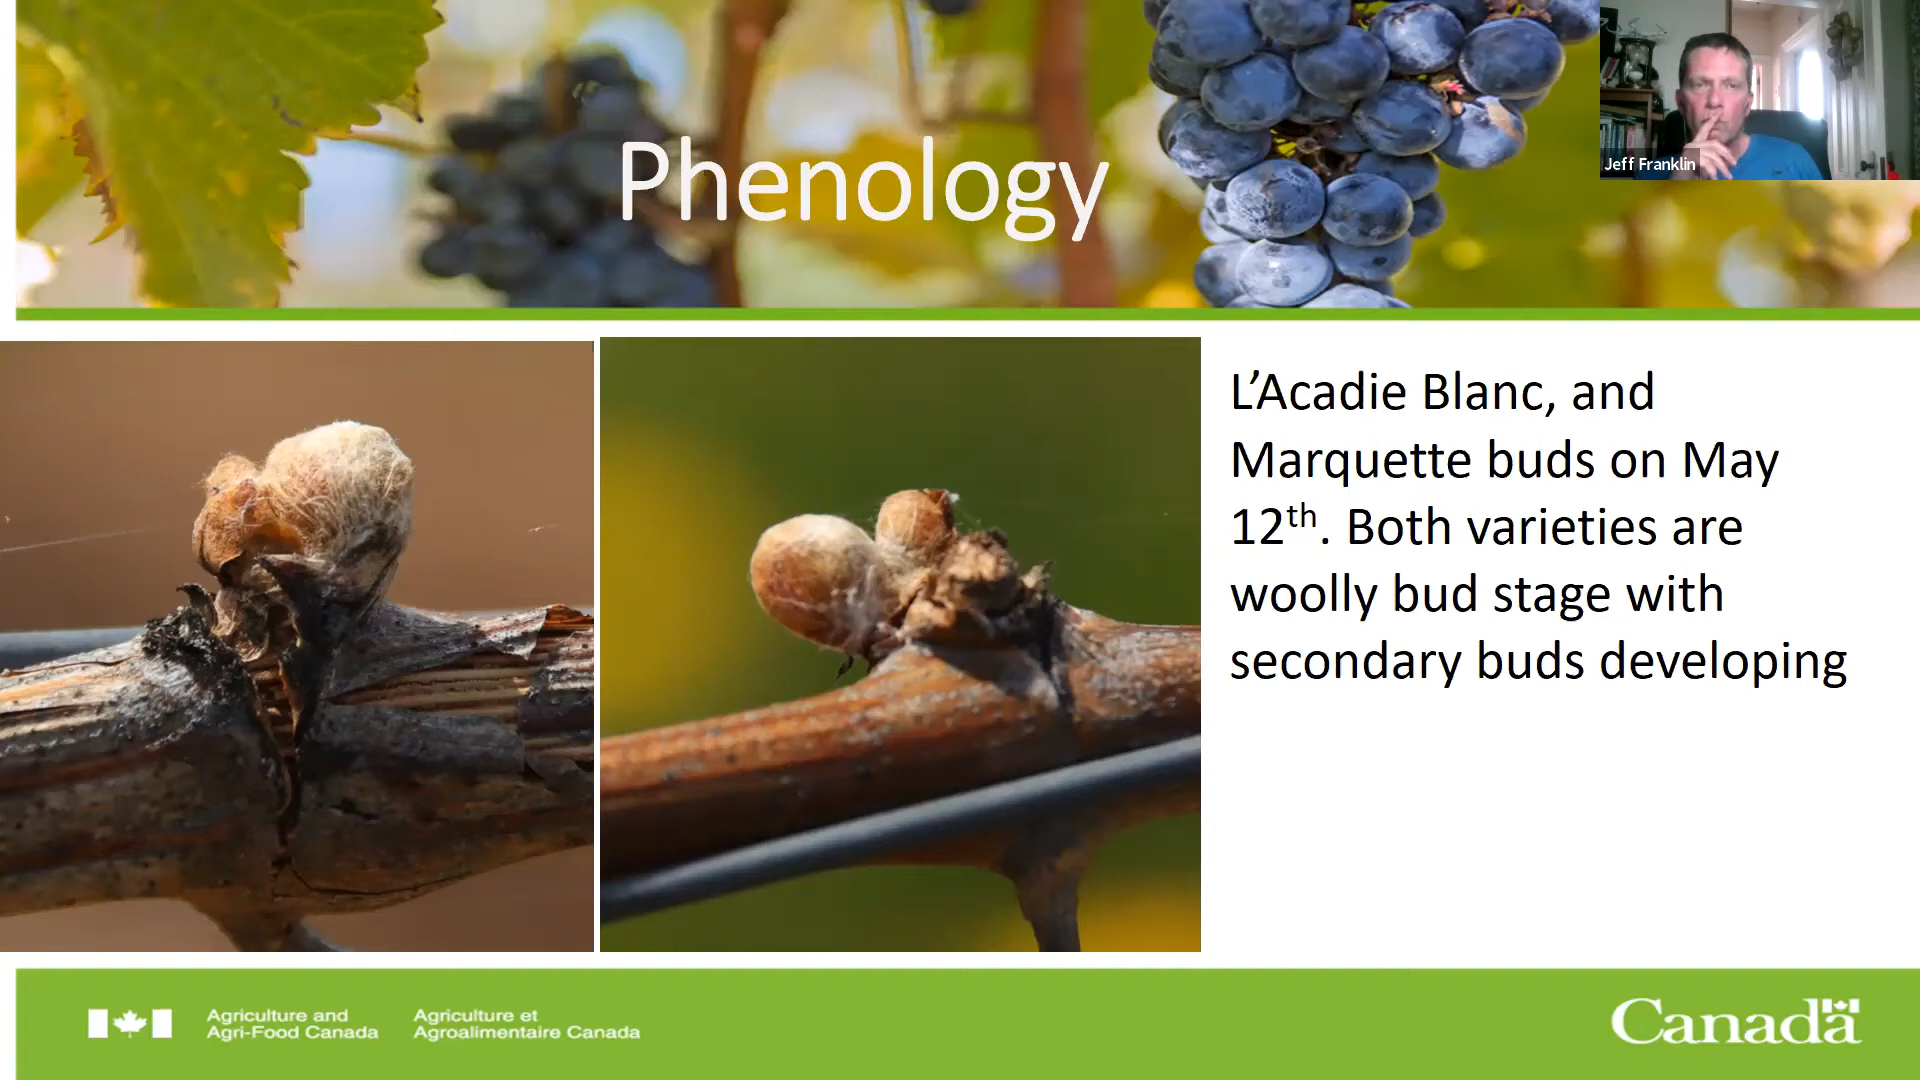 Phenology
Jeff Franklin
L’Acadie Blanc, and
Marquette buds on May
12th. Both varieties are
woolly bud stage with
secondary buds developing
Agriculture and
Agri-Food Canada
Agriculture et
Agroalimentaire Canada
Canada